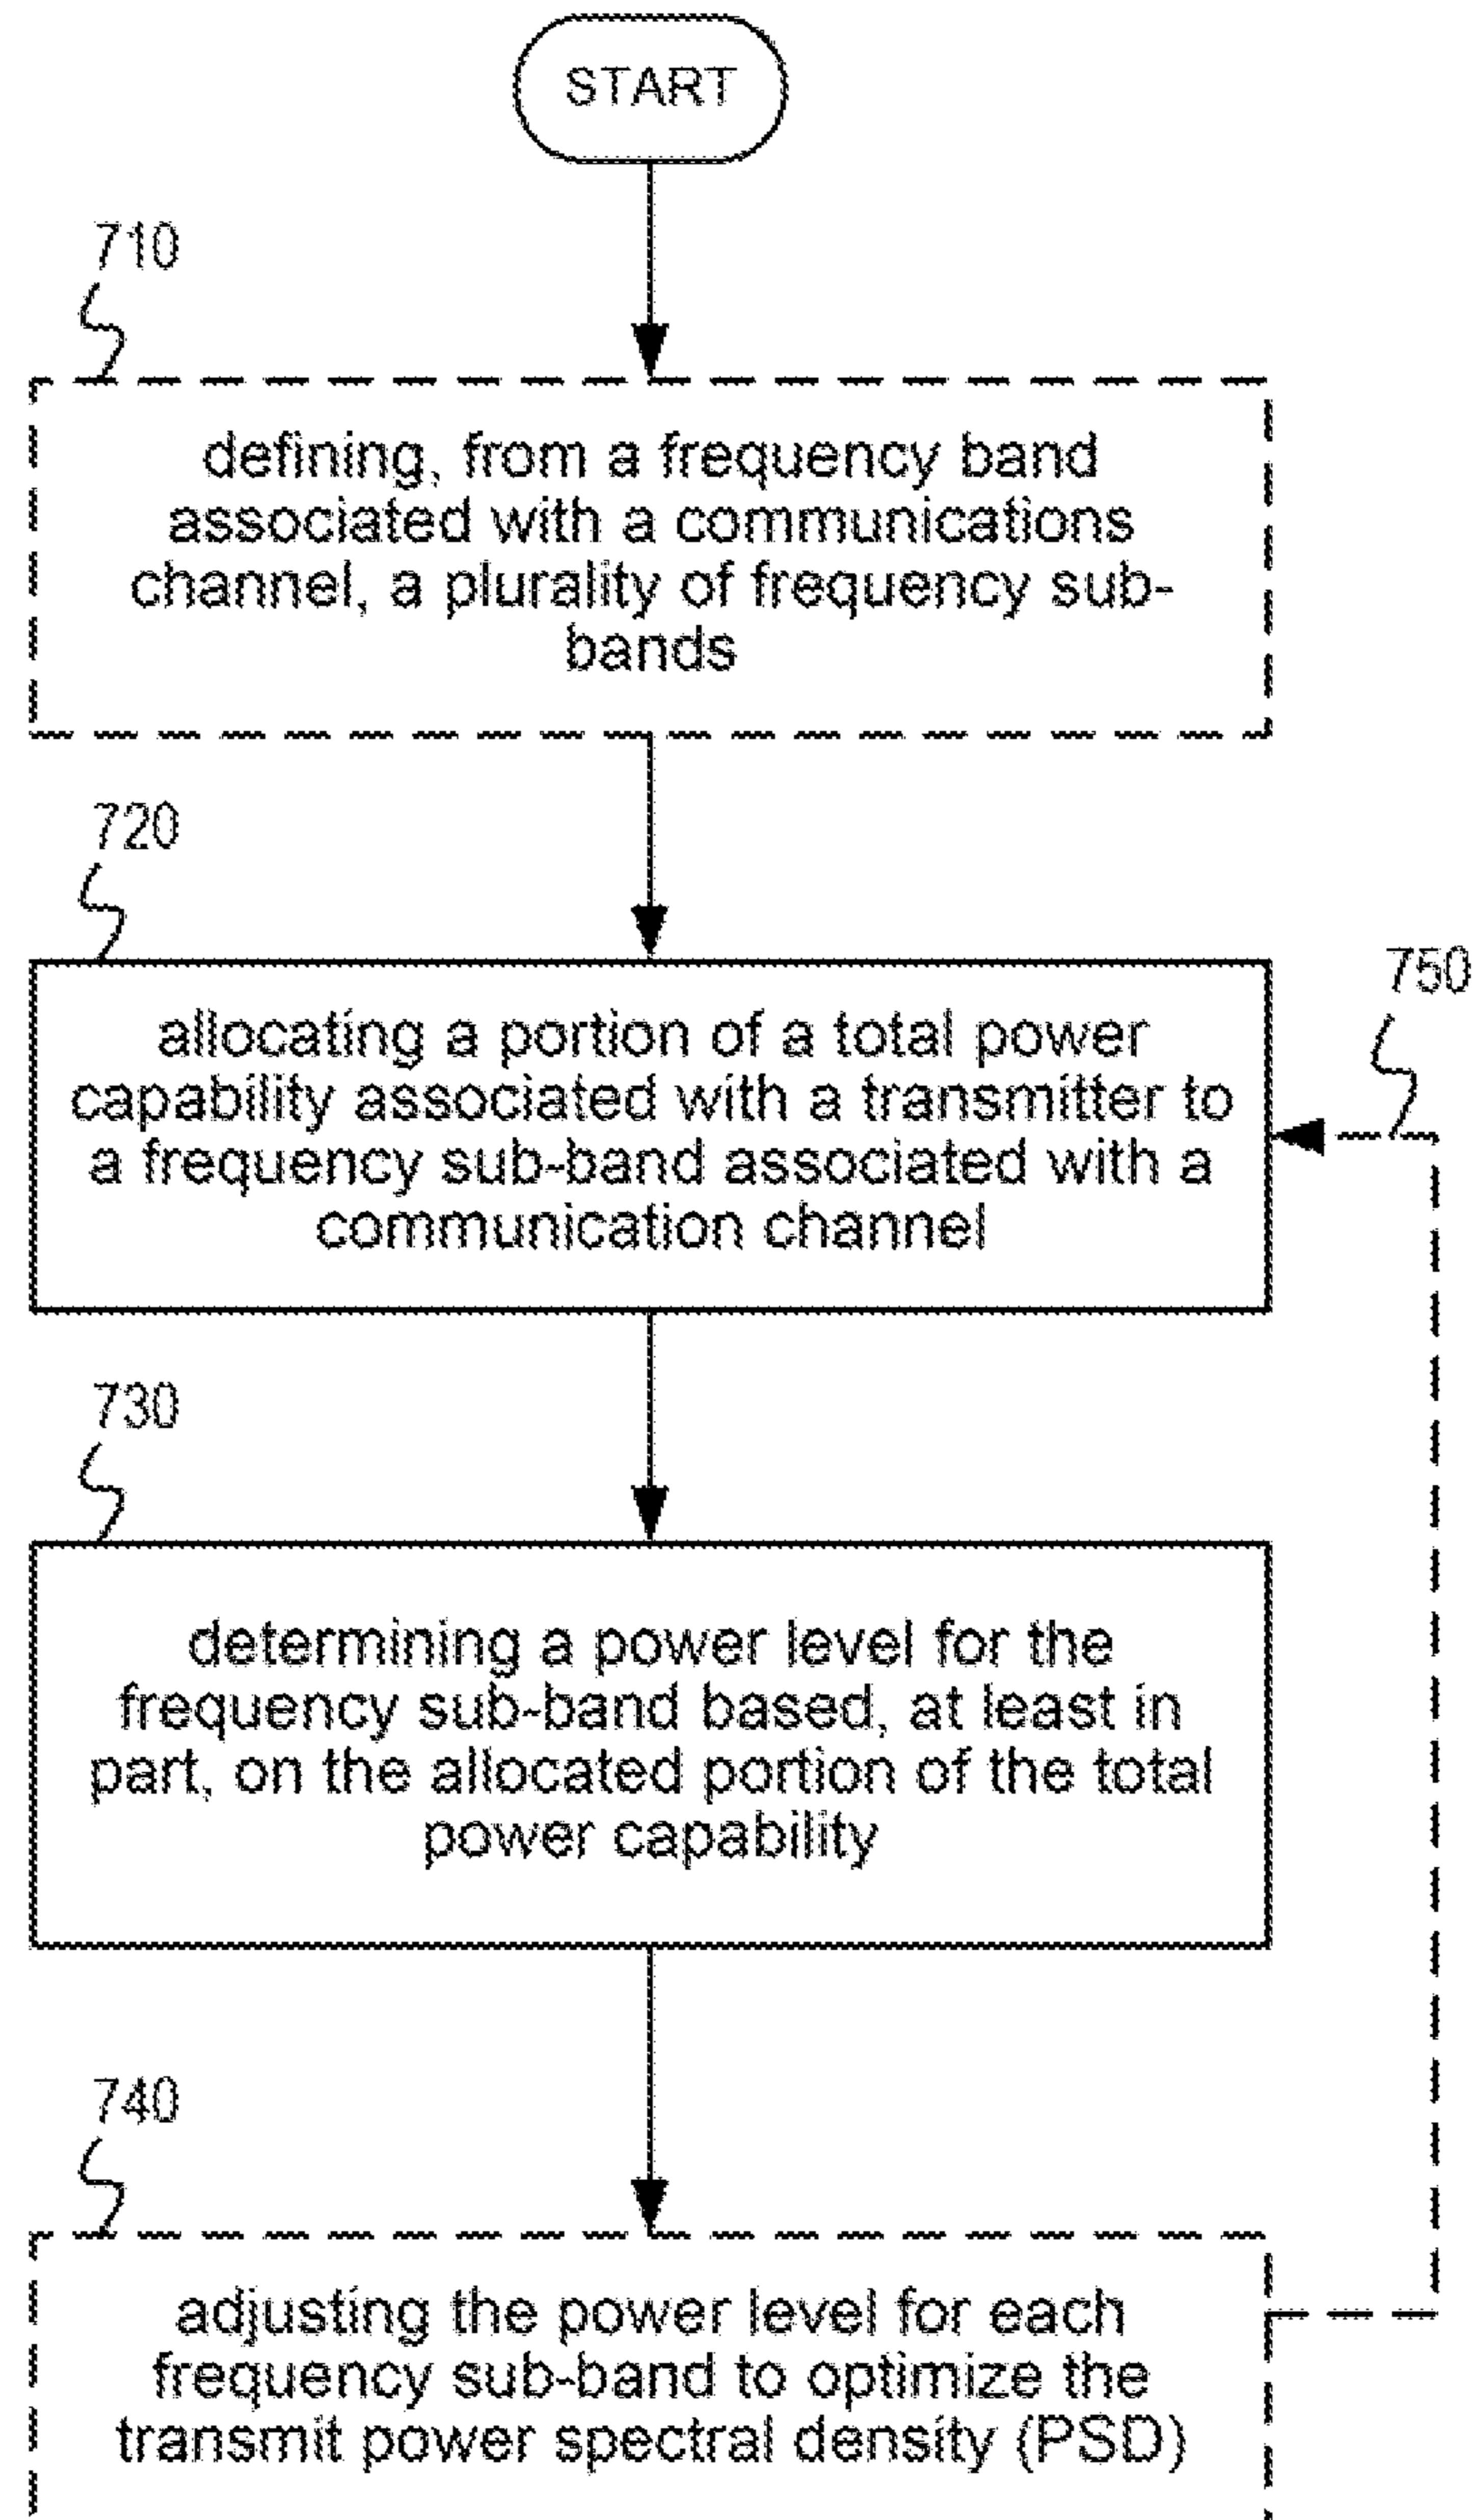 START
710
defining, from a frequency band
associated with a communications
channel, a plurality of frequency sub-
bands
720
750
allocating a portion of a total power
capability associated with a transmitter to
a frequency sub-band associated with a
communication channel
730
determining a power level for the
frequency sub-band based, at least in
part, on the allocated portion of the total
power capability
740
adjusting the power level for each
frequency sub-band to optimize the
transmit power spectral density (PSD)